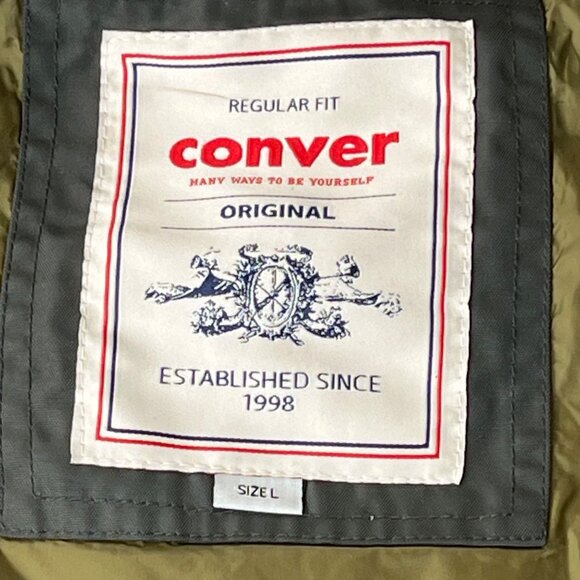 REGULAR FIT
conver
MANY WAYS TO BE YOURSELF
ORIGINAL
ESTABLISHED SINCE
1998
SIZE L